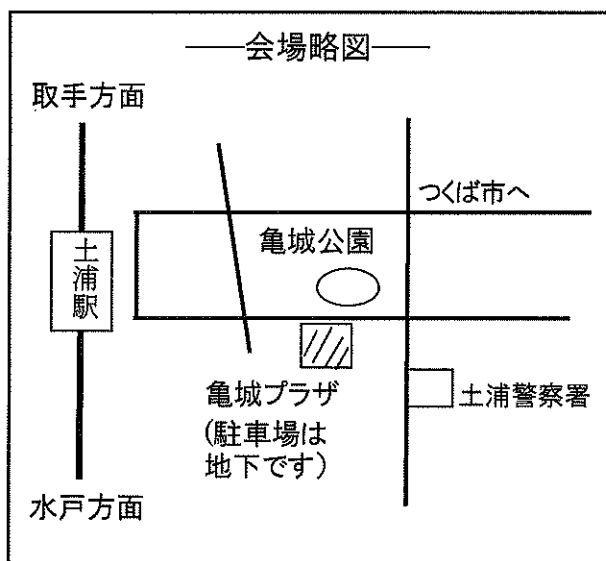 会場略図
取手方面
つくば市へ
土浦駅
亀城公園
亀城プラザ
(駐車場は
地下です)
土浦警察署
水戸方面